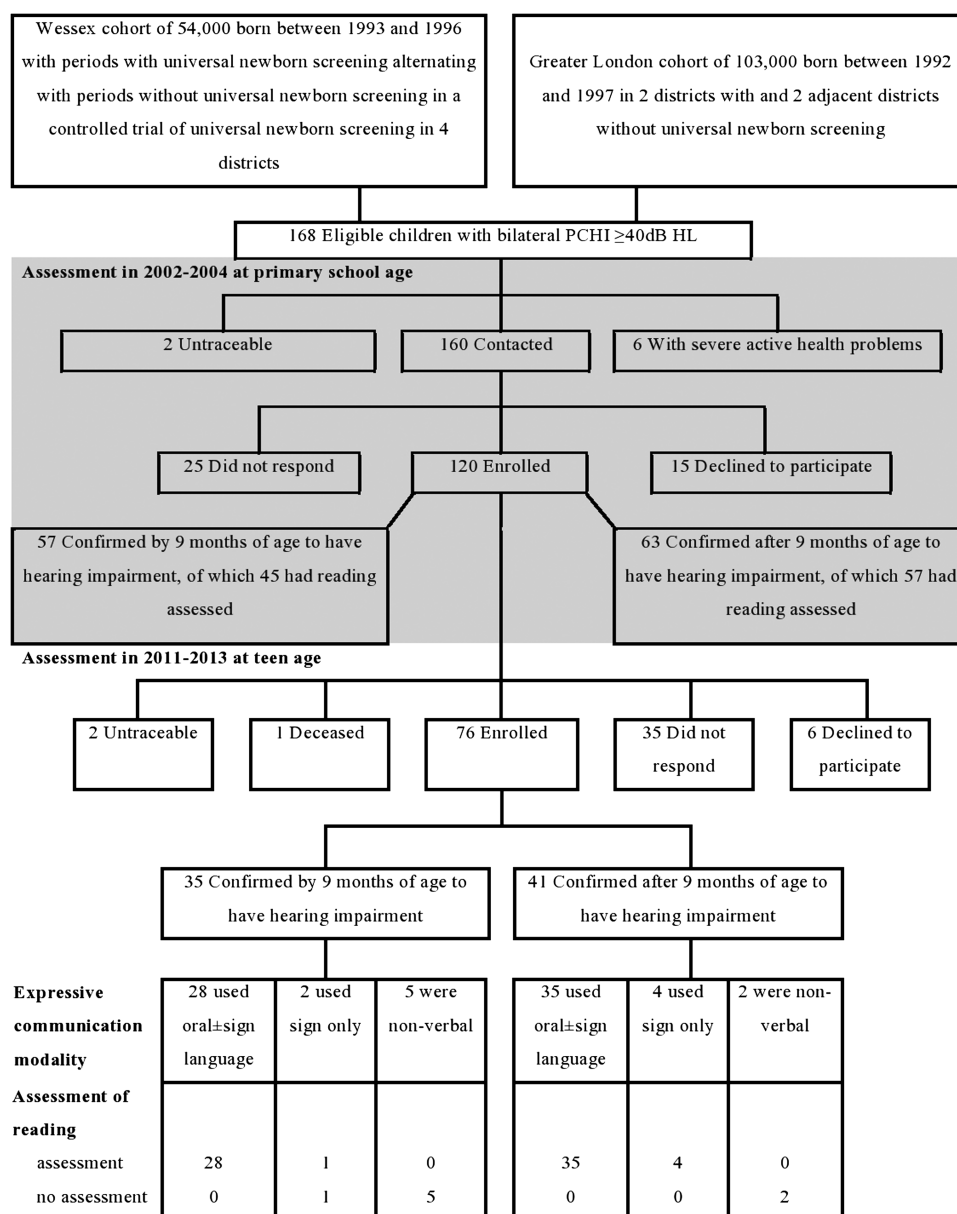 Wessex cohort of 54,000 born between 1993 and 1996
with periods with universal newborn screening alternating
with periods without universal newborn screening in a
controlled trial of universal newborn screening in 4
districts
Greater London cohort of 103,000 born between 1992
and 1997 in 2 districts with and 2 adjacent districts
without universal newborn screening
168 Eligible children with bilateral PCHI ≥40dB HL
Assessment in 2002-2004 at primary school age
2 Untraceable
160 Contacted
6 With severe active health problems
25 Did not respond
120 Enrolled
15 Declined to participate
57 Confirmed by 9 months of age to have
hearing impairment, of which 45 had reading
assessed
63 Confirmed after 9 months of age to
have hearing impairment, of which 57 had
reading assessed
Assessment in 2011-2013 at teen age
2 Untraceable
1 Deceased
76 Enrolled
35 Did not
respond
6 Declined to
participate
35 Confirmed by 9 months of age to
have hearing impairment
41 Confirmed after 9 months of age to
have hearing impairment
Expressive
communication
modality
28 used
oral±sign
language
2 used
sign only
5 were
non-verbal
35 used
oral±sign
language
4 used
sign only
2 were non-
verbal
Assessment of
reading
assessment 28 1 0 35 4 0
no assessment 0 1 5 0 0 2